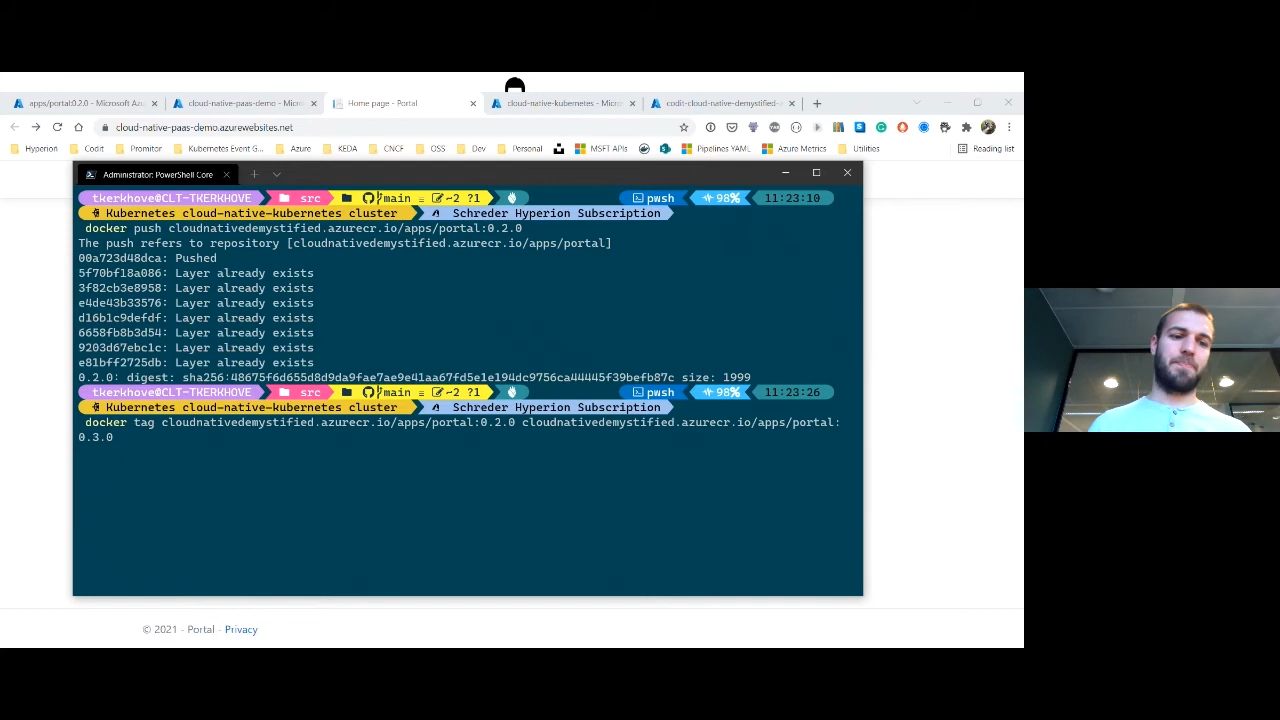 apps/portal:0.2.0 - Microsoft Az
cloud-native-paas-demo - Micro
Home page - Portal
cloud-native-kubernetes - Micros
codit-cloud-native-demystified-
cloud-native-paas-demo.azurewebsites.net
Hyperion Codit Promitor Kubernetes Event G... Azure KEDA CNCF OSS Dev Personal MSFT APIs Pipelines YAML Azure Metrics Utilities Reading list
Administrator: PowerShell Core
tkerkhove@CLT-TKERKHOVE src main ≡ ~2 ?1 pwsh 98% 11:23:10
Kubernetes cloud-native-kubernetes cluster Schreder Hyperion Subscription
docker push cloudnativedemystified.azurecr.io/apps/portal:0.2.0
The push refers to repository [cloudnativedemystified.azurecr.io/apps/portal]
00a723d48dca: Pushed
5f70bf18a086: Layer already exists
3f82cb3e8958: Layer already exists
e4de43b33576: Layer already exists
d16b1c9defdf: Layer already exists
6658fb8b3d54: Layer already exists
9203d67ebc1c: Layer already exists
e81bff2725db: Layer already exists
0.2.0: digest: sha256:48675f6d655d8d9da9fae7ae9e41aa67fd5e1e194dc9756ca44445f39befb87c size: 1999
tkerkhove@CLT-TKERKHOVE src main ≡ ~2 ?1 pwsh 98% 11:23:26
Kubernetes cloud-native-kubernetes cluster Schreder Hyperion Subscription
docker tag cloudnativedemystified.azurecr.io/apps/portal:0.2.0 cloudnativedemystified.azurecr.io/apps/portal:
0.3.0
© 2021 - Portal - Privacy